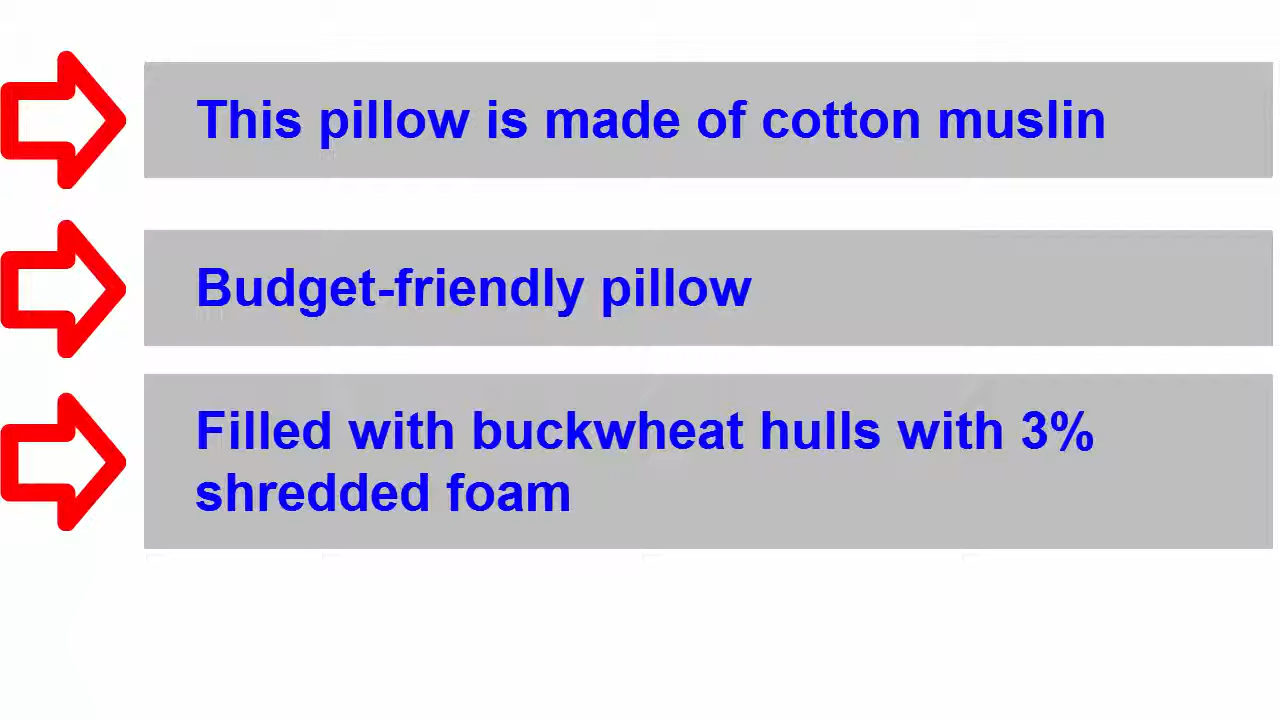 This pillow is made of cotton muslin
Budget-friendly pillow
Filled with buckwheat hulls with 3%
shredded foam